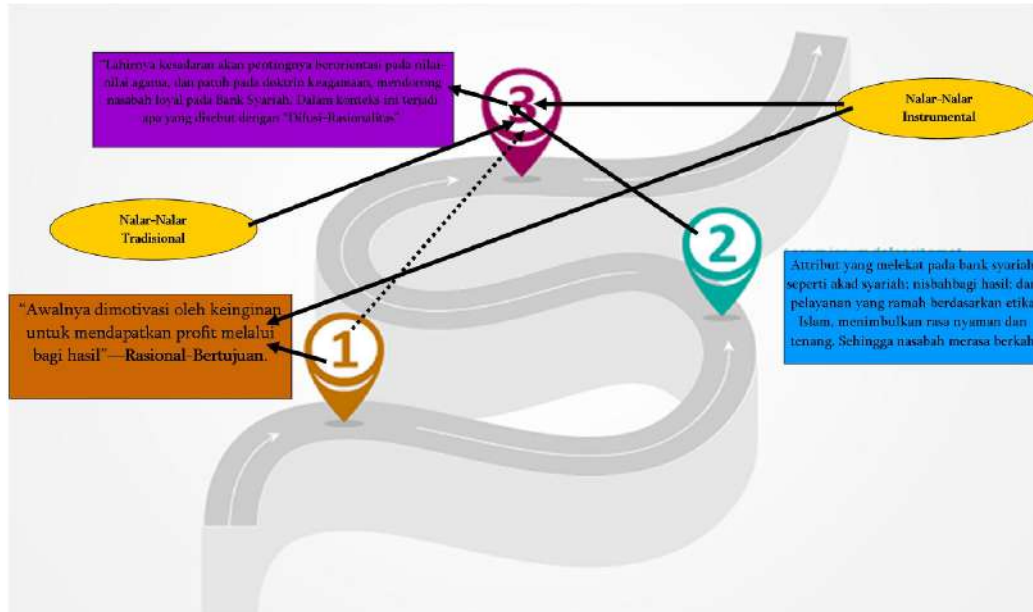 "Lahirnya kesadaran akan pentingnya berorientasi pada nilai-
nilai agama, dan patuh pada doktrin keagamaan, mendorong
nasabah loyal pada Bank Syariah. Dalam konteks ini terjadi
apa yang disebut dengan "Difusi-Rasionalitas"
3
Nalar-Nalar
Instrumental
Nalar-Nalar
Tradisional
2
Attribut yang melekat pada bank syariah
seperti akad syariah; nisbahbagi hasil; dan
pelayanan yang ramah berdasarkan etika
Islam, menimbulkan rasa nyaman dan
tenang. Sehingga nasabah merasa berkah
"Awalnya dimotivasi oleh keinginan
untuk mendapatkan profit melalui
bagi hasil"—Rasional-Bertujuan.
1